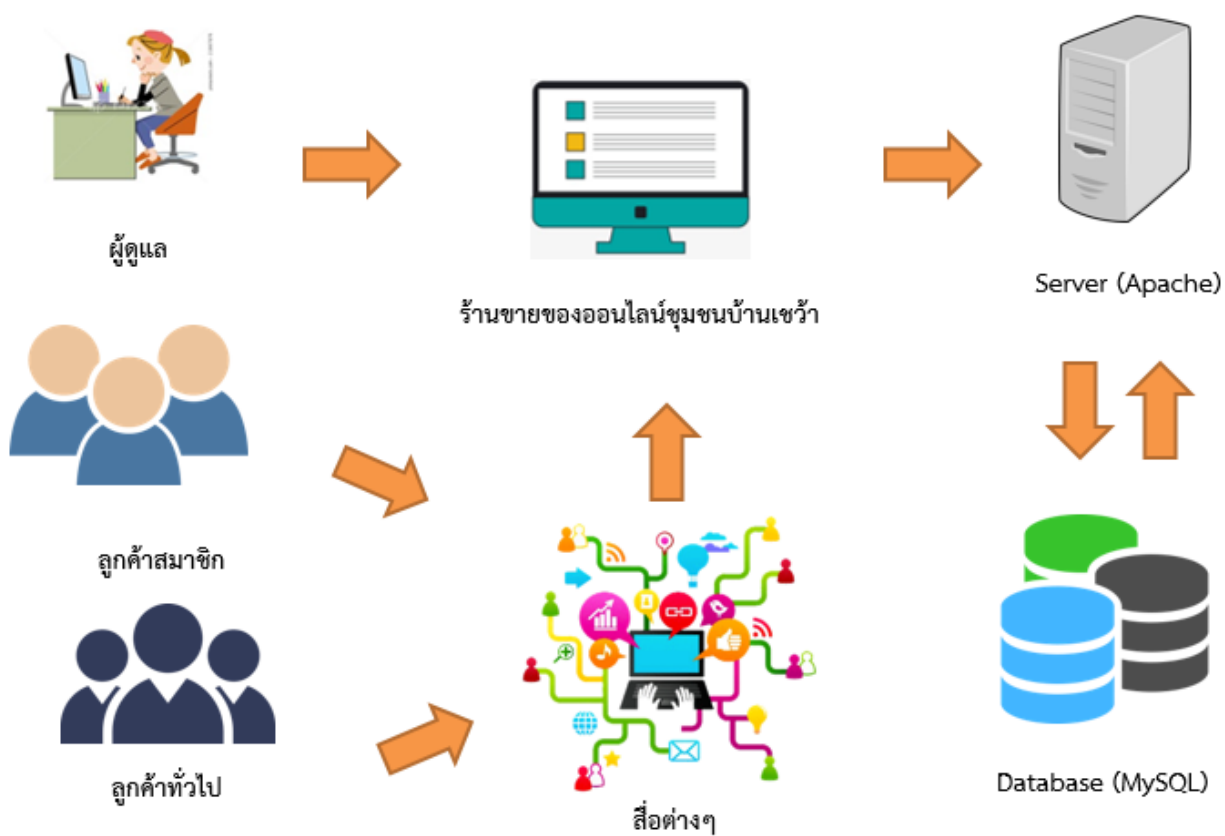 ผู้ดูแล
ร้านขายของออนไลน์ชุมชนบ้านเชว้า
Server (Apache)
ลูกค้าสมาชิก
ลูกค้าทั่วไป
สื่อต่างๆ
Database (MySQL)